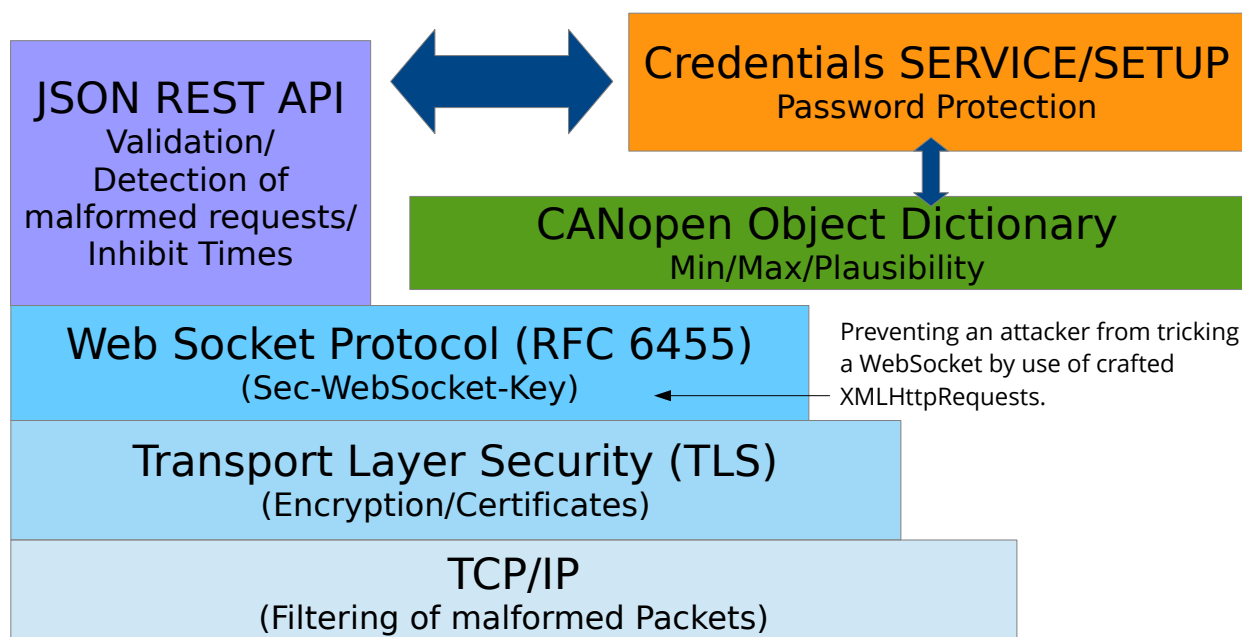 JSON REST API
Validation/
Detection of
malformed requests/
Inhibit Times
Credentials SERVICE/SETUP
Password Protection
CANopen Object Dictionary
Min/Max/Plausibility
Web Socket Protocol (RFC 6455)
(Sec-WebSocket-Key)
Preventing an attacker from tricking
a WebSocket by use of crafted
XMLHttpRequests.
Transport Layer Security (TLS)
(Encryption/Certificates)
TCP/IP
(Filtering of malformed Packets)